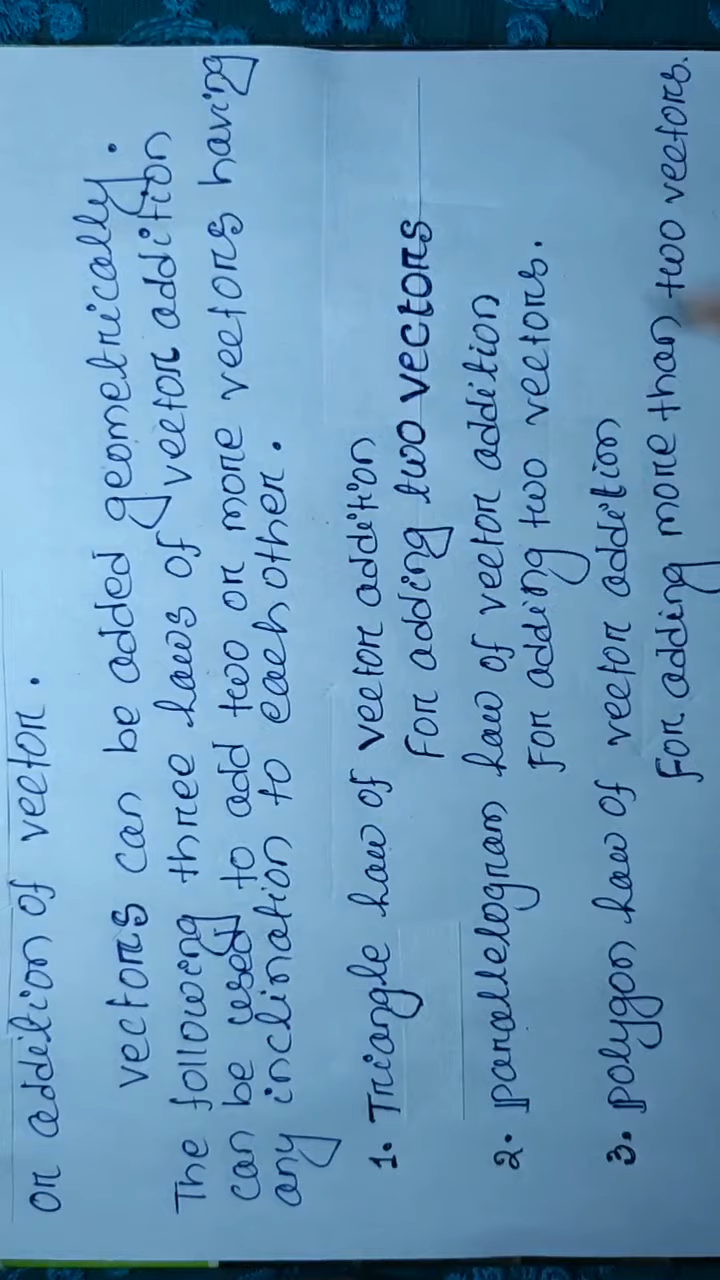 or addition of vector.
vectors can be added geometrically.
The following three laws of vector addition
can be used to add two or more vectors having
any inclination to each other.
1. Triangle law of vector addition
For adding two vectors
2. parallelogram law of vector addition
For adding two vectors.
3. polygon law of vector addition
For adding more than two vectors.